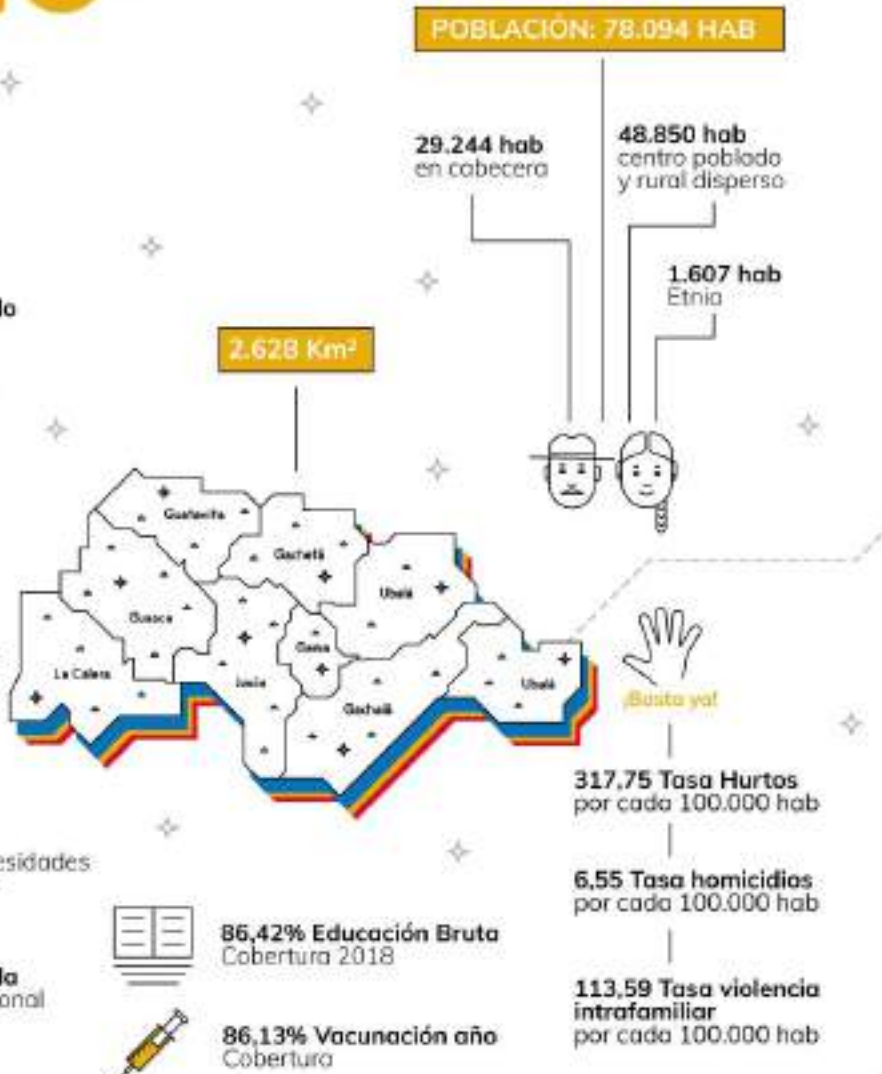 POBLACIÓN: 78.094 HAB
29.244 hab
en cabecera
48.850 hab
centro poblado
y rural disperso
1.607 hab
Etnia
2.628 Km²
Guatavita
Gachetá
Ubalá
Guasca
Gama
La Calera
Junín
Ubalá
Gachalá
¡Basta ya!
317,75 Tasa Hurtos
por cada 100.000 hab
6,55 Tasa homicidios
por cada 100.000 hab
113,59 Tasa violencia
intrafamiliar
por cada 100.000 hab
esidades
86,42% Educación Bruta
Cobertura 2018
da
onal
86,13% Vacunación año
Cobertura